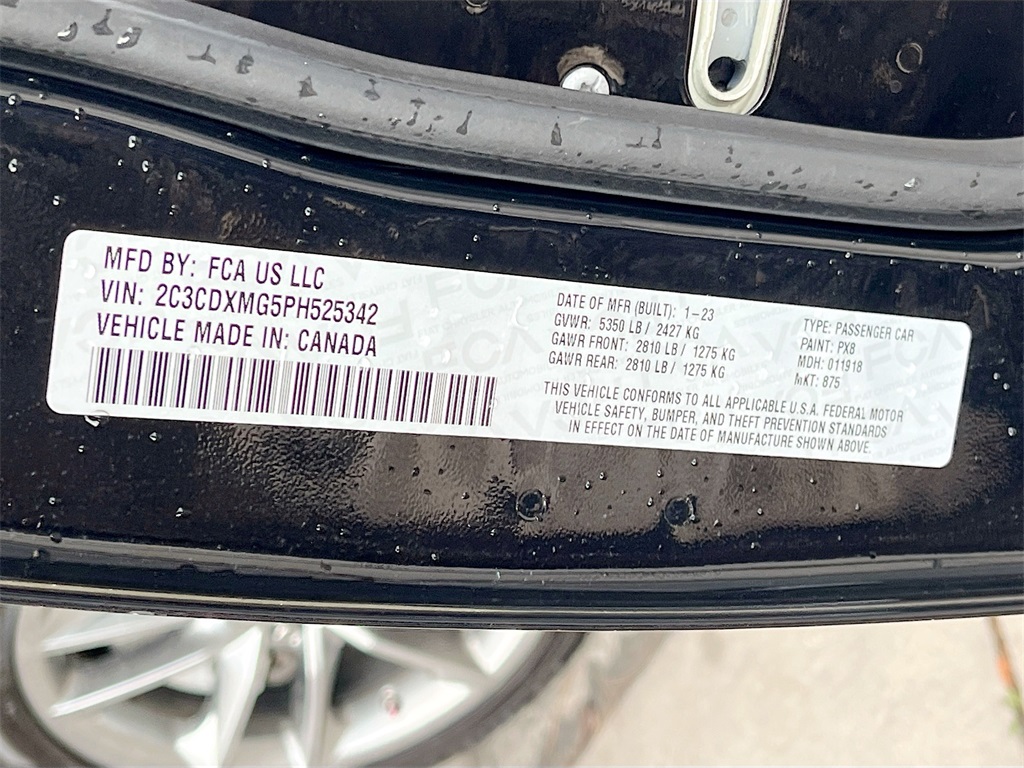 MFD BY: FCA US LLC
VIN: 2C3CDXMG5PH525342
VEHICLE MADE IN: CANADA
DATE OF MFR (BUILT): 1-23
GVWR: 5350 LB / 2427 KG
GAWR FRONT: 2810 LB / 1275 KG
GAWR REAR: 2810 LB / 1275 KG
TYPE: PASSENGER CAR
PAINT: PX8
MDH: 011918
MKT: 875
THIS VEHICLE CONFORMS TO ALL APPLICABLE U.S.A. FEDERAL MOTOR
VEHICLE SAFETY, BUMPER, AND THEFT PREVENTION STANDARDS
IN EFFECT ON THE DATE OF MANUFACTURE SHOWN ABOVE.